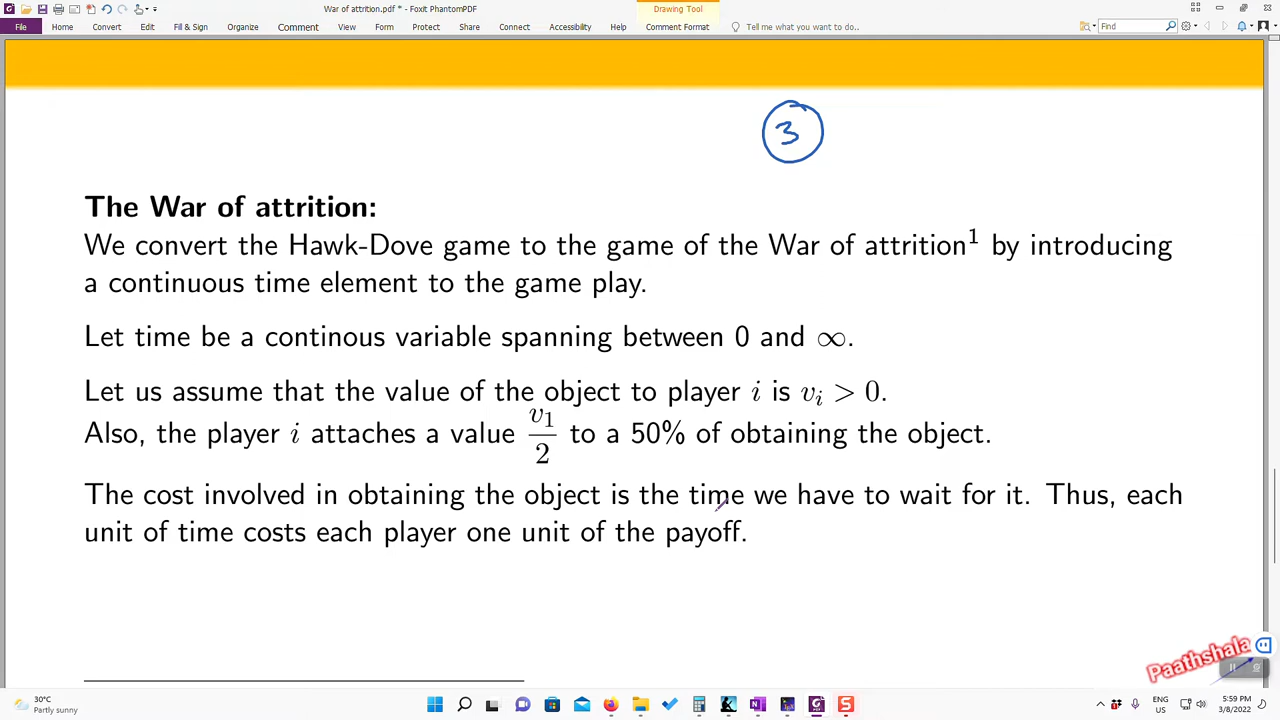 War of attrition.pdf * - Foxit PhantomPDF
Drawing Tool
File Home Convert Edit Fill & Sign Organize Comment View Form Protect Share Connect Accessibility Help Comment Format Tell me what you want to do.. Find
3
The War of attrition:
We convert the Hawk-Dove game to the game of the War of attrition¹ by introducing
a continuous time element to the game play.
Let time be a continous variable spanning between 0 and ∞.
Let us assume that the value of the object to player i is vᵢ > 0.
Also, the player i attaches a value v₁/2 to a 50% of obtaining the object.
The cost involved in obtaining the object is the time we have to wait for it. Thus, each
unit of time costs each player one unit of the payoff.
Paathshala
30°C
Partly sunny
ENG
US
5:59 PM
3/8/2022